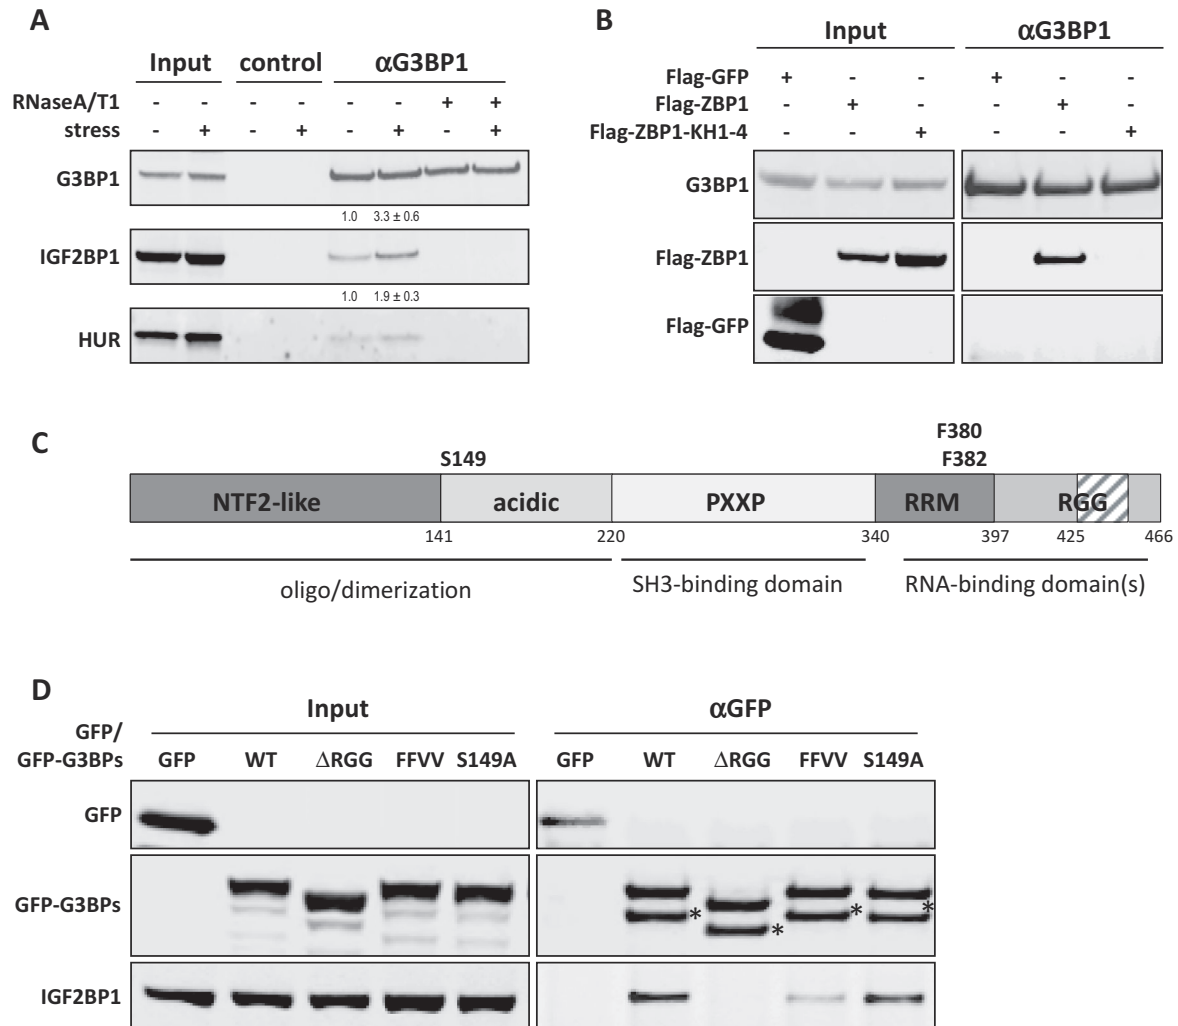 A
Input control αG3BP1
RNaseA/T1 - - - - - - + +
stress - + - + - + - +
G3BP1
1.0 3.3 ± 0.6
IGF2BP1
1.0 1.9 ± 0.3
HUR
B
Input αG3BP1
Flag-GFP + - - + - -
Flag-ZBP1 - + - - + -
Flag-ZBP1-KH1-4 - - + - - +
G3BP1
Flag-ZBP1
Flag-GFP
C
F380
S149 F382
NTF2-like acidic PXXP RRM RGG
141 220 340 397 425 466
oligo/dimerization SH3-binding domain RNA-binding domain(s)
D
Input αGFP
GFP/
GFP-G3BPs GFP WT ΔRGG FFVV S149A GFP WT ΔRGG FFVV S149A
GFP
GFP-G3BPs * * * *
IGF2BP1